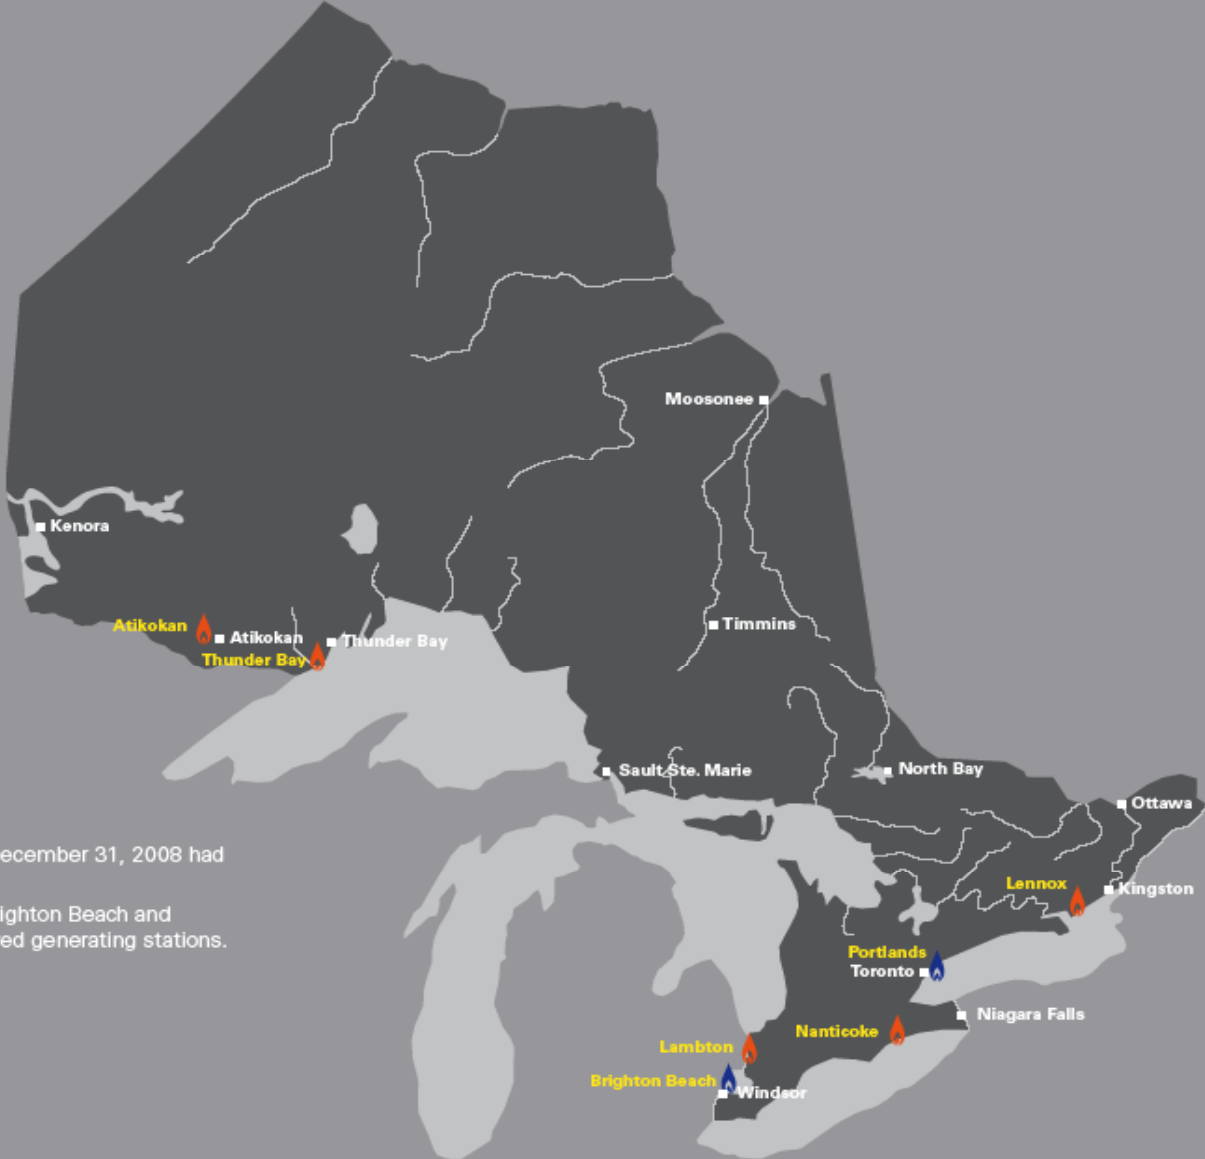 Moosonee
Kenora
Atikokan
Atikokan
Thunder Bay
Thunder Bay
Timmins
Sault Ste. Marie
North Bay
Ottawa
ecember 31, 2008 had
Lennox
Kingston
ighton Beach and
ed generating stations.
Portlands
Toronto
Niagara Falls
Nanticoke
Lambton
Brighton Beach
Windsor